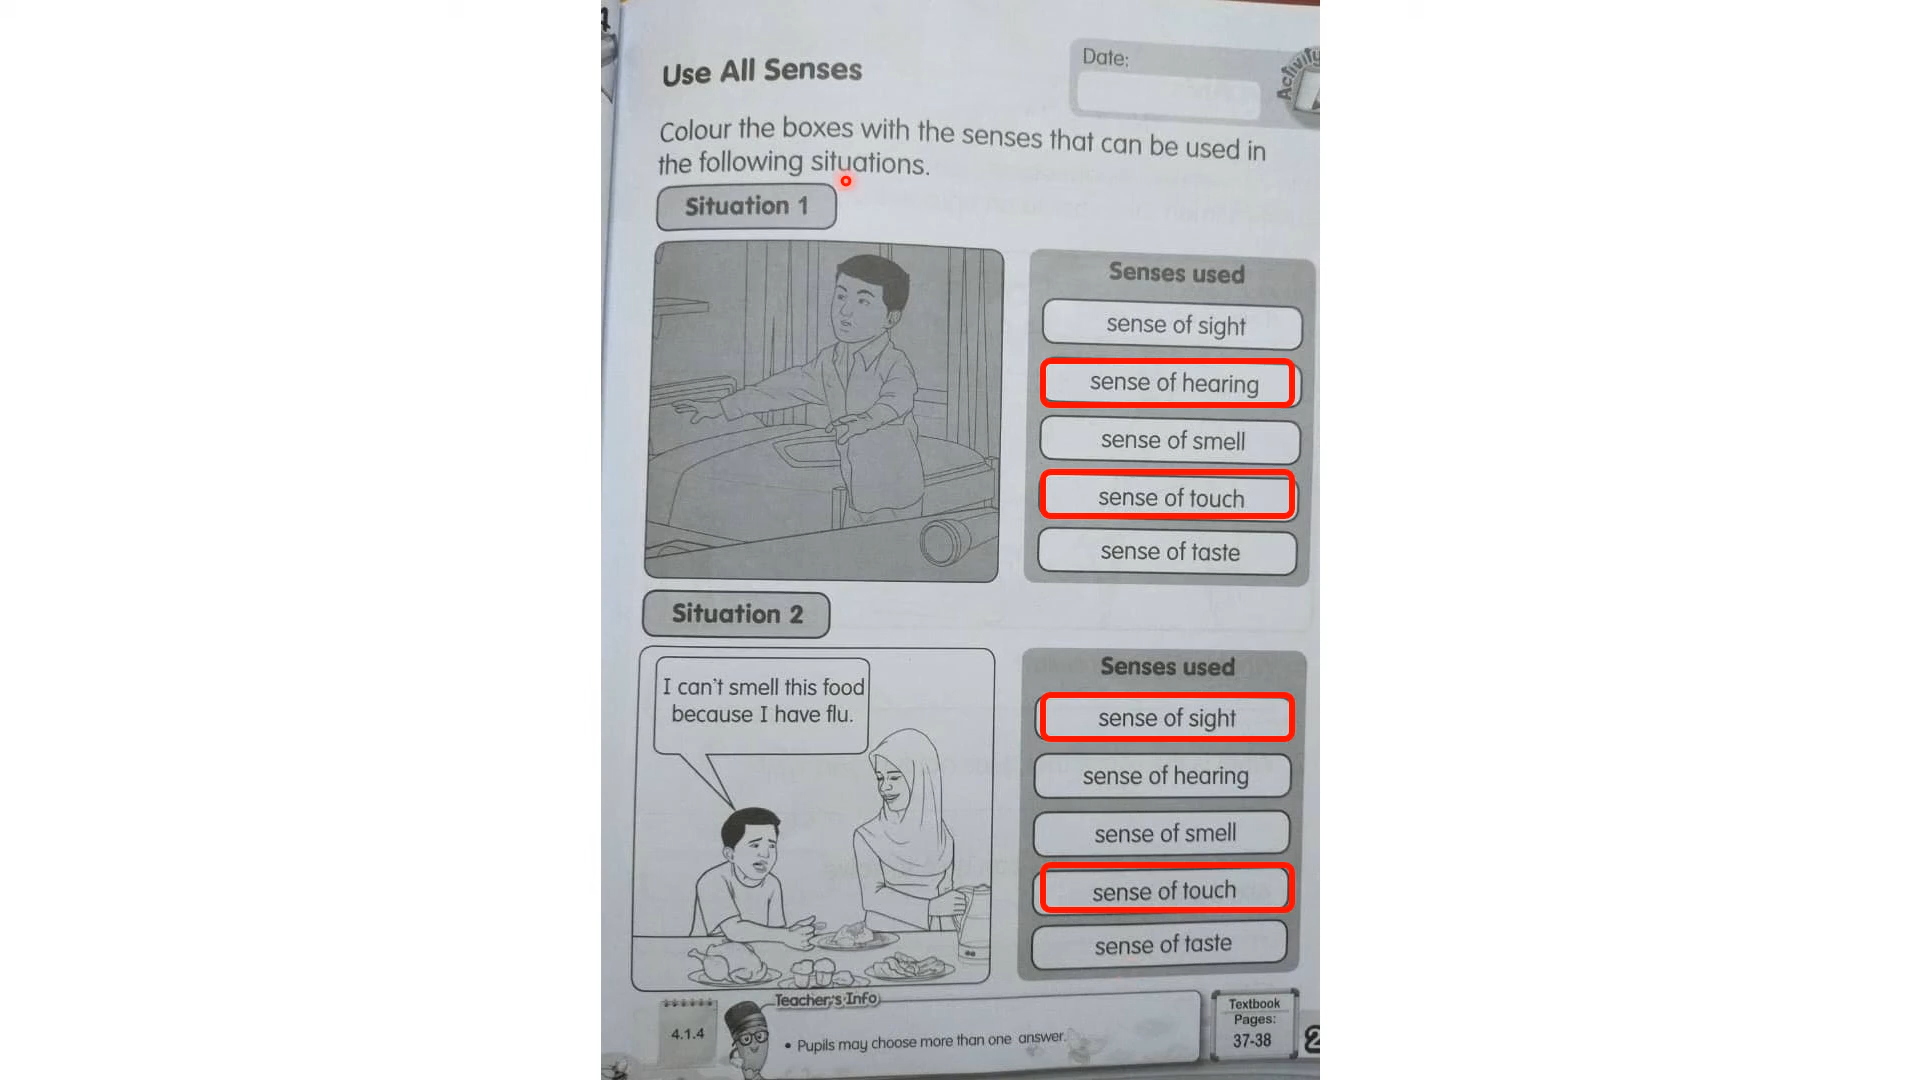 Use All Senses
Date:
Activity
Colour the boxes with the senses that can be used in
the following situations.
Situation 1
Senses used
sense of sight
sense of hearing
sense of smell
sense of touch
sense of taste
Situation 2
I can't smell this food
because I have flu.
Senses used
sense of sight
sense of hearing
sense of smell
sense of touch
sense of taste
4.1.4
Teacher's Info
• Pupils may choose more than one answer.
Textbook
Pages:
37-38